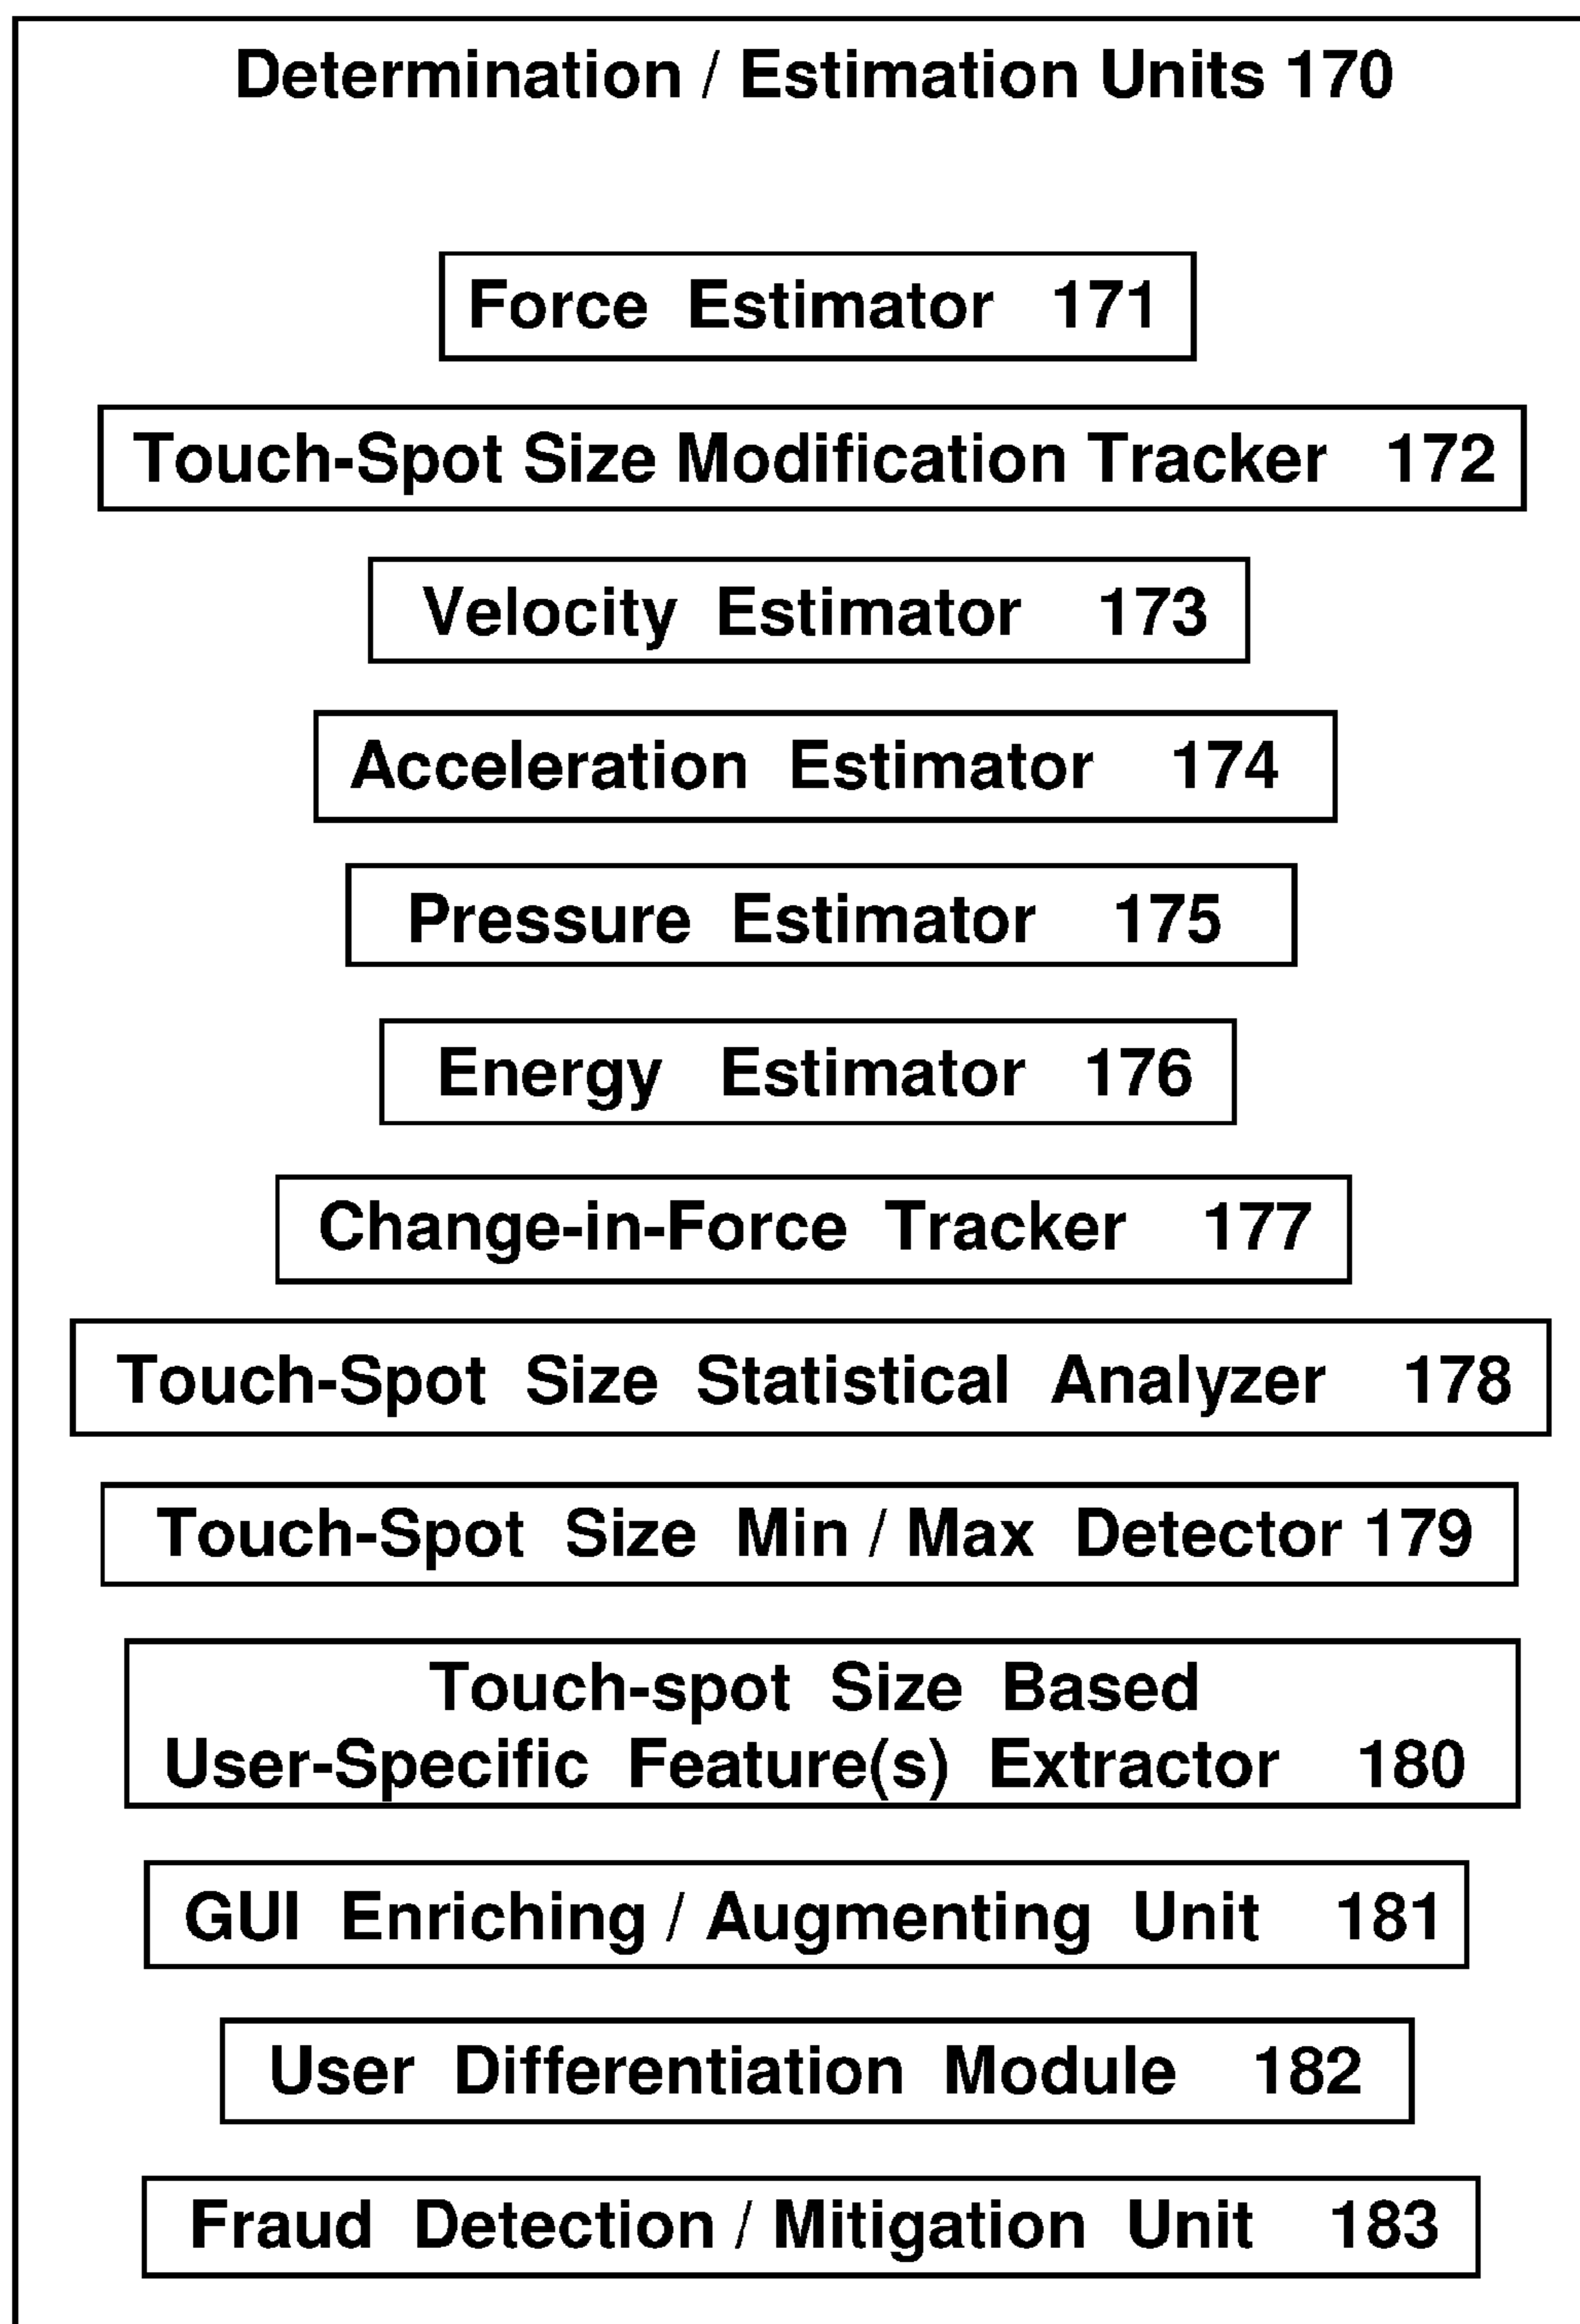 Determination / Estimation Units 170
Force Estimator 171
Touch-Spot Size Modification Tracker 172
Velocity Estimator 173
Acceleration Estimator 174
Pressure Estimator 175
Energy Estimator 176
Change-in-Force Tracker 177
Touch-Spot Size Statistical Analyzer 178
Touch-Spot Size Min / Max Detector 179
Touch-spot Size Based
User-Specific Feature(s) Extractor 180
GUI Enriching / Augmenting Unit 181
User Differentiation Module 182
Fraud Detection / Mitigation Unit 183